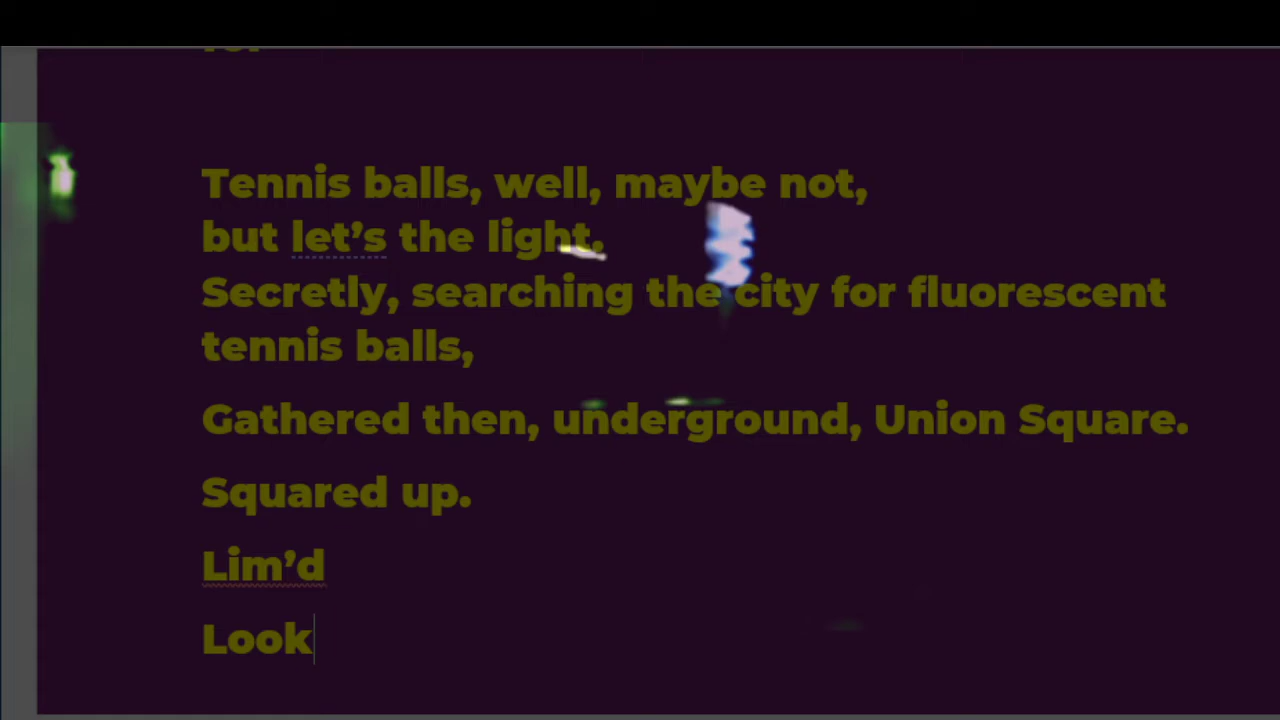 for
Tennis balls, well, maybe not,
but let’s the light.
Secretly, searching the city for fluorescent
tennis balls,
Gathered then, underground, Union Square.
Squared up.
Lim’d
Look